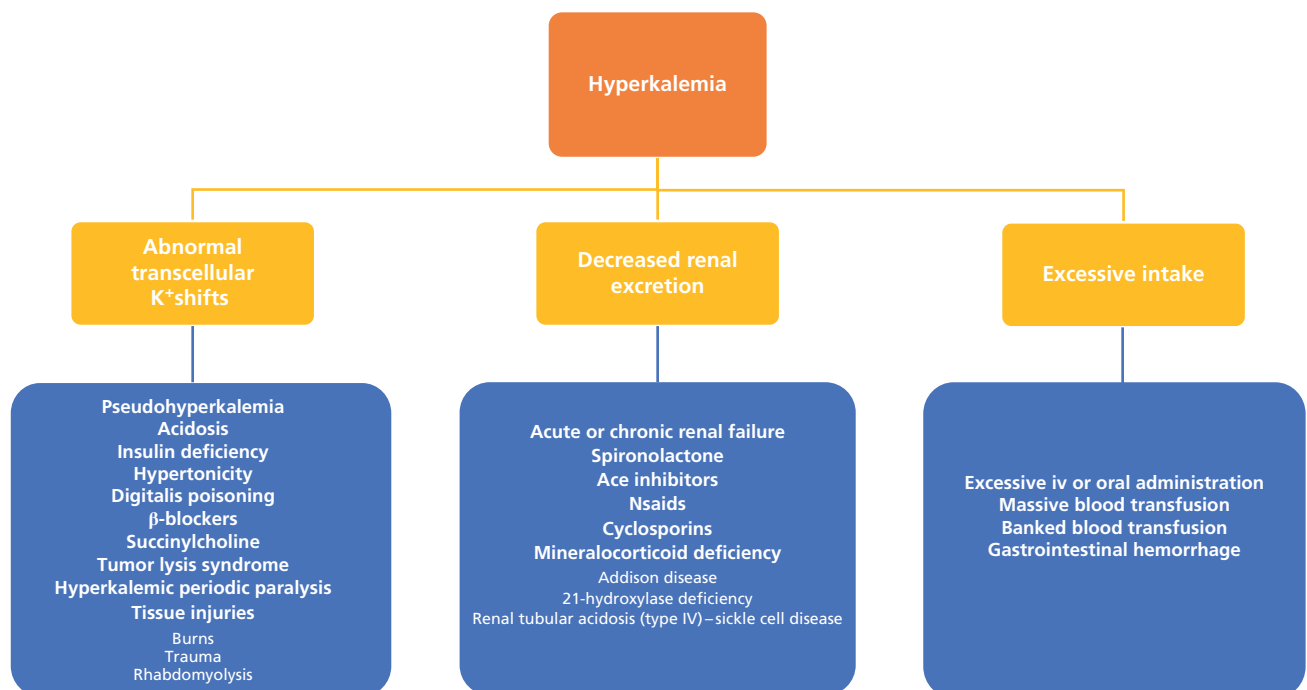 Hyperkalemia
Abnormal
transcellular
K⁺shifts
Pseudohyperkalemia
Acidosis
Insulin deficiency
Hypertonicity
Digitalis poisoning
β-blockers
Succinylcholine
Tumor lysis syndrome
Hyperkalemic periodic paralysis
Tissue injuries
Burns
Trauma
Rhabdomyolysis
Decreased renal
excretion
Acute or chronic renal failure
Spironolactone
Ace inhibitors
Nsaids
Cyclosporins
Mineralocorticoid deficiency
Addison disease
21-hydroxylase deficiency
Renal tubular acidosis (type IV) – sickle cell disease
Excessive intake
Excessive iv or oral administration
Massive blood transfusion
Banked blood transfusion
Gastrointestinal hemorrhage